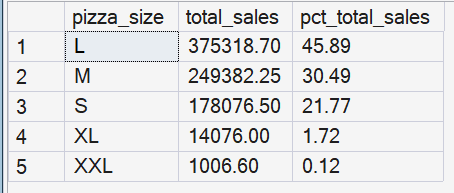 pizza_size total_sales pct_total_sales
1 L 375318.70 45.89
2 M 249382.25 30.49
3 S 178076.50 21.77
4 XL 14076.00 1.72
5 XXL 1006.60 0.12